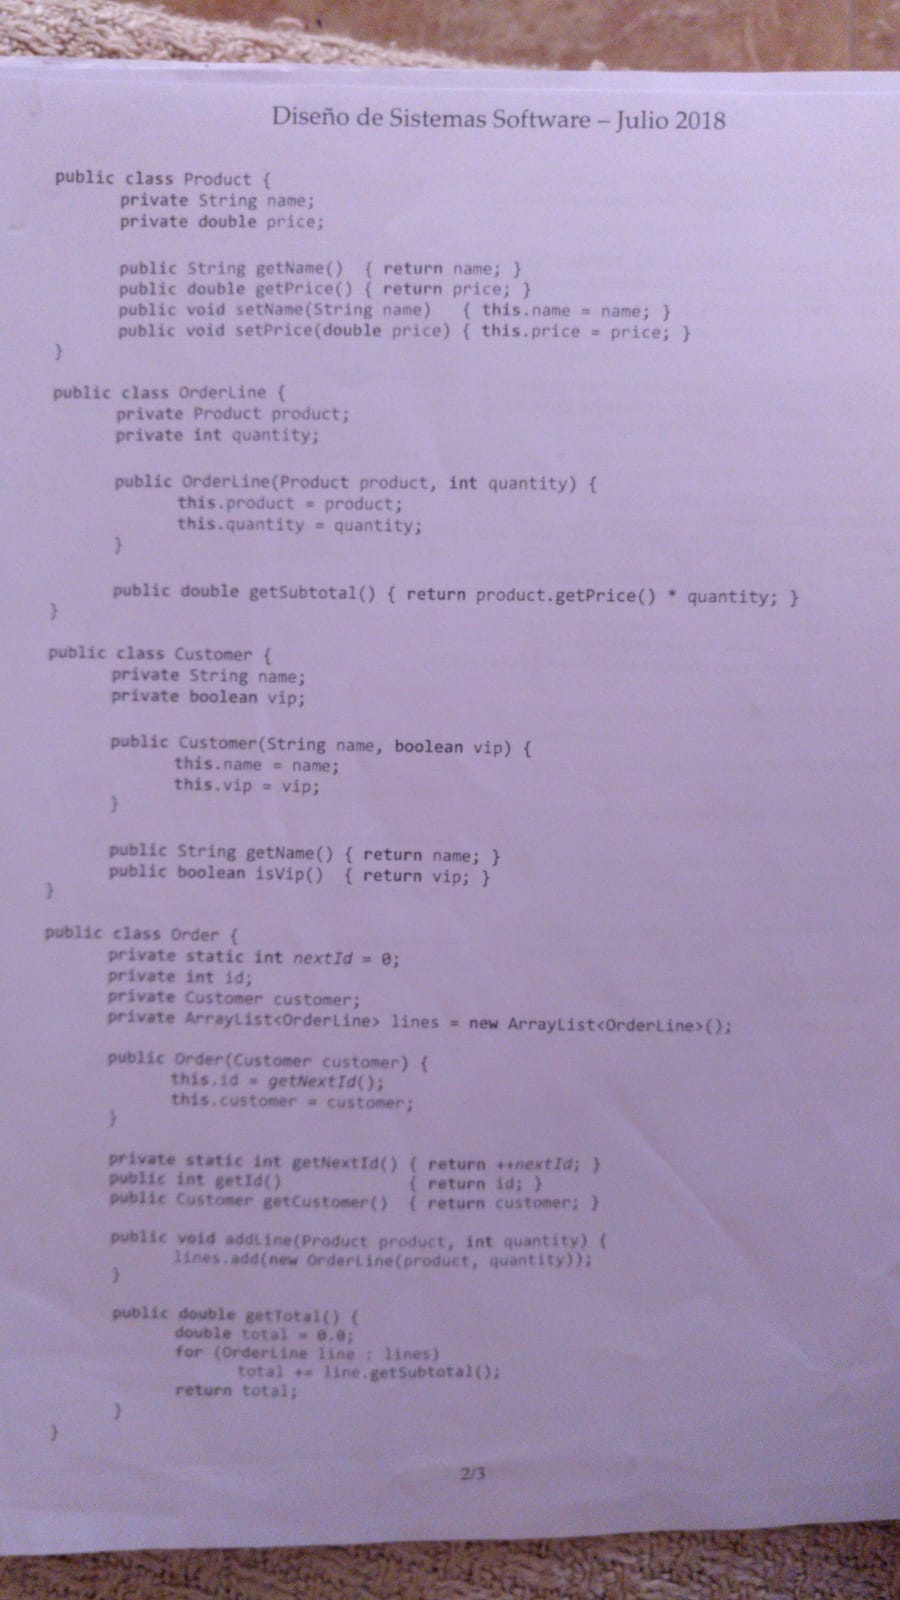 Diseño de Sistemas Software – Julio 2018
public class Product {
private String name;
private double price;
public String getName() { return name; }
public double getPrice() { return price; }
public void setName(String name) { this.name = name; }
public void setPrice(double price) { this.price = price; }
}
public class OrderLine {
private Product product;
private int quantity;
public OrderLine(Product product, int quantity) {
this.product = product;
this.quantity = quantity;
}
public double getSubtotal() { return product.getPrice() * quantity; }
}
public class Customer {
private String name;
private boolean vip;
public Customer(String name, boolean vip) {
this.name = name;
this.vip = vip;
}
public String getName() { return name; }
public boolean isVip() { return vip; }
}
public class Order {
private static int nextId = 0;
private int id;
private Customer customer;
private ArrayList<OrderLine> lines = new ArrayList<OrderLine>();
public Order(Customer customer) {
this.id = getNextId();
this.customer = customer;
}
private static int getNextId() { return ++nextId; }
public int getId() { return id; }
public Customer getCustomer() { return customer; }
public void addLine(Product product, int quantity) {
lines.add(new OrderLine(product, quantity));
}
public double getTotal() {
double total = 0.0;
for (OrderLine line : lines)
total += line.getSubtotal();
return total;
}
}
2/3